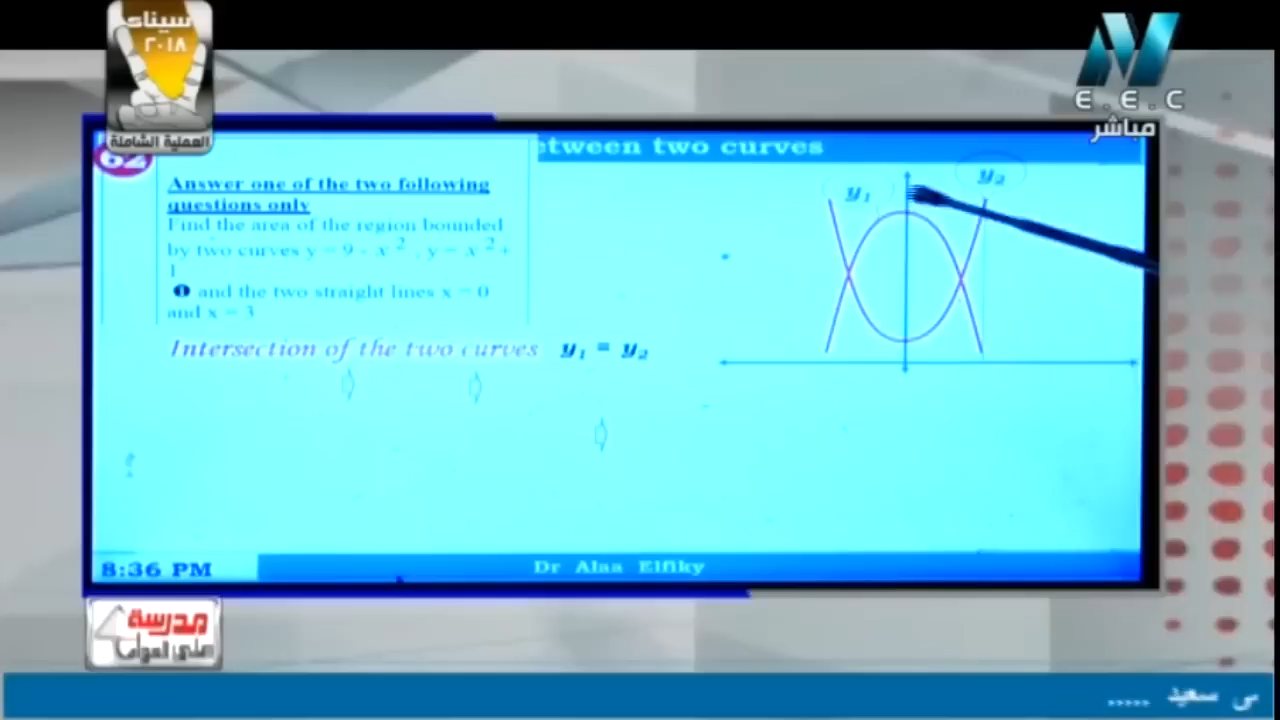 سيناء
٢٠١٨
العملية الشاملة
E.E.C
مباشر
62
etween two curves
Answer one of the two following
questions only
Find the area of the region bounded
by two curves y = 9 - x², y = x² +
1
❶ and the two straight lines x = 0
and x = 3
y₁
y₂
Intersection of the two curves y₁ = y₂
8:36 PM
Dr Alaa Elfiky
مدرسة
على الهواء
مى سعيد .....